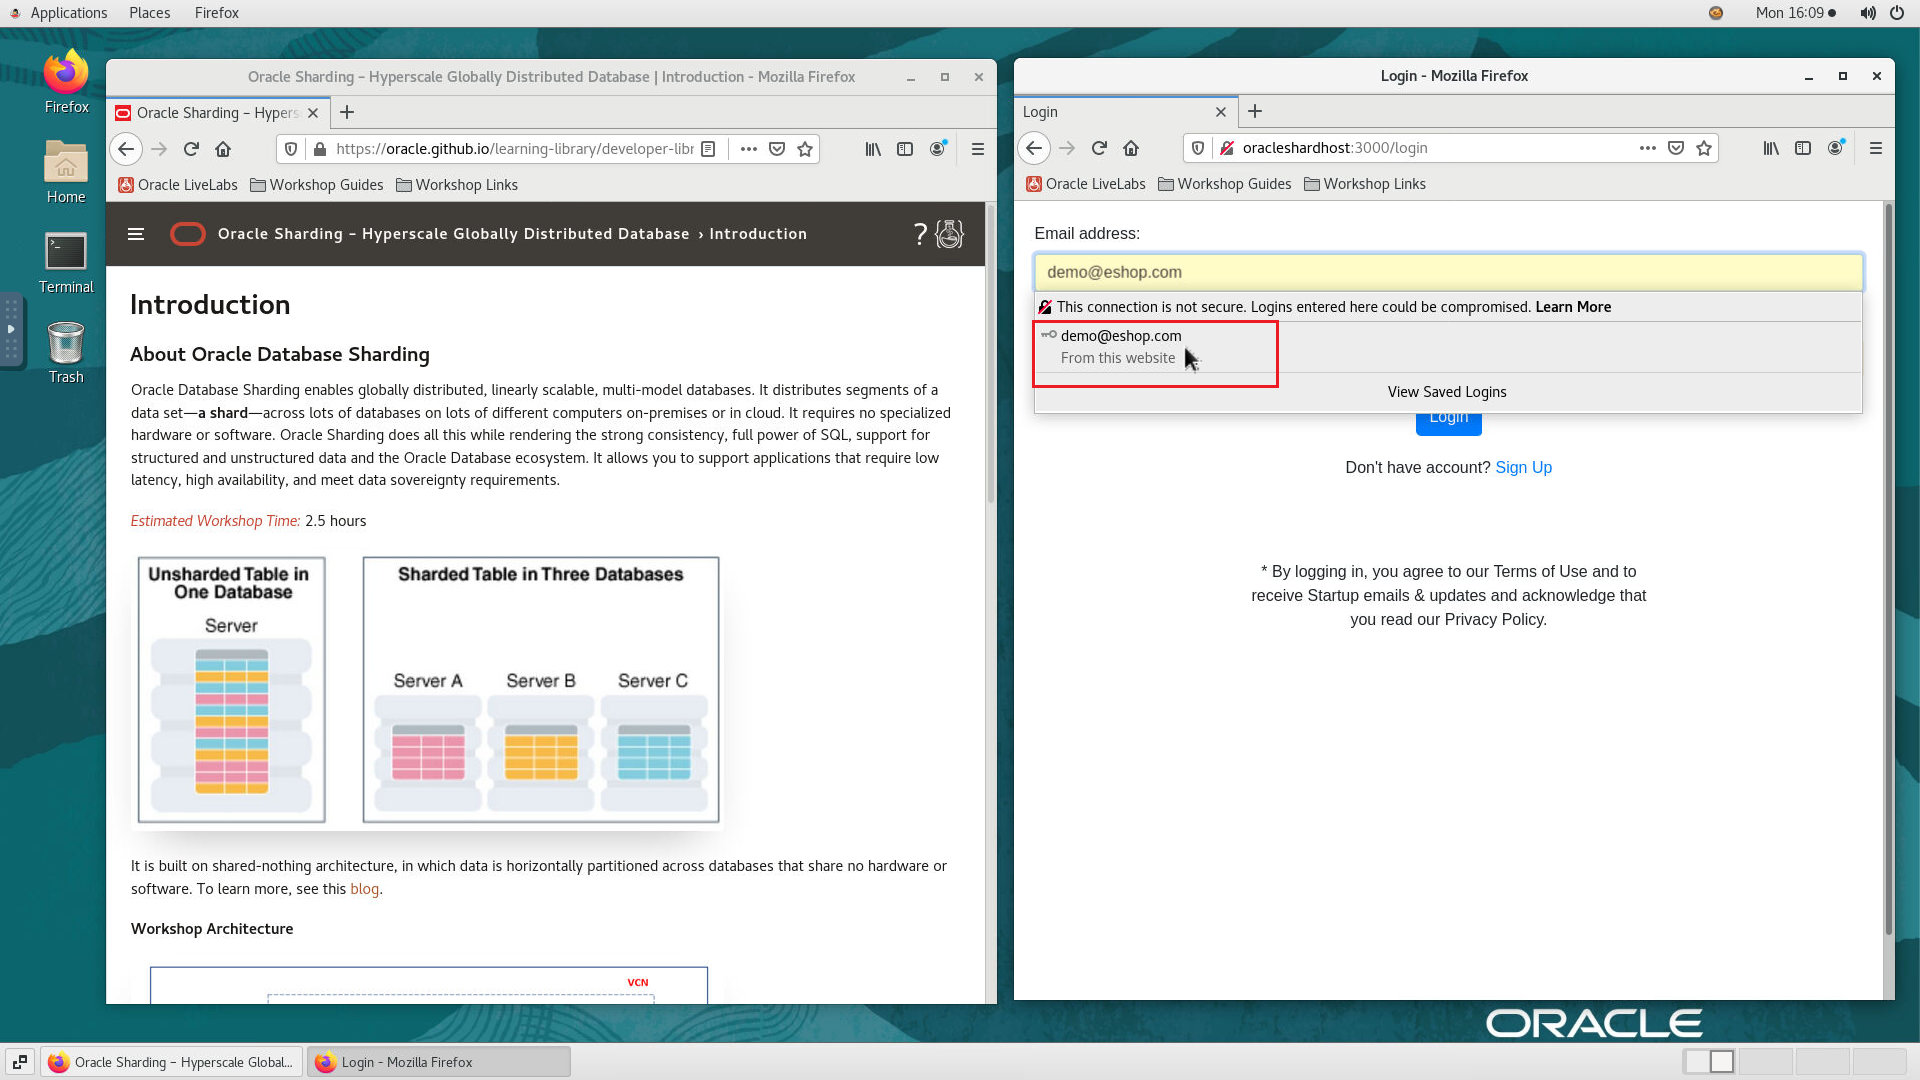 Applications Places Firefox
Mon 16:09
Firefox
Home
Terminal
Trash
Oracle Sharding – Hyperscale Globally Distributed Database | Introduction - Mozilla Firefox
Oracle Sharding – Hypers
https://oracle.github.io/learning-library/developer-libr
Oracle LiveLabs Workshop Guides Workshop Links
Oracle Sharding – Hyperscale Globally Distributed Database › Introduction
?
Introduction
About Oracle Database Sharding
Oracle Database Sharding enables globally distributed, linearly scalable, multi-model databases. It distributes segments of a
data set—a shard—across lots of databases on lots of different computers on-premises or in cloud. It requires no specialized
hardware or software. Oracle Sharding does all this while rendering the strong consistency, full power of SQL, support for
structured and unstructured data and the Oracle Database ecosystem. It allows you to support applications that require low
latency, high availability, and meet data sovereignty requirements.
Estimated Workshop Time: 2.5 hours
Unsharded Table in
One Database
Server
Sharded Table in Three Databases
Server A Server B Server C
It is built on shared-nothing architecture, in which data is horizontally partitioned across databases that share no hardware or
software. To learn more, see this blog.
Workshop Architecture
VCN
Login - Mozilla Firefox
Login
oracleshardhost:3000/login
Oracle LiveLabs Workshop Guides Workshop Links
Email address:
demo@eshop.com
This connection is not secure. Logins entered here could be compromised. Learn More
demo@eshop.com
From this website
View Saved Logins
Login
Don't have account? Sign Up
* By logging in, you agree to our Terms of Use and to
receive Startup emails & updates and acknowledge that
you read our Privacy Policy.
ORACLE
Oracle Sharding – Hyperscale Global... Login - Mozilla Firefox